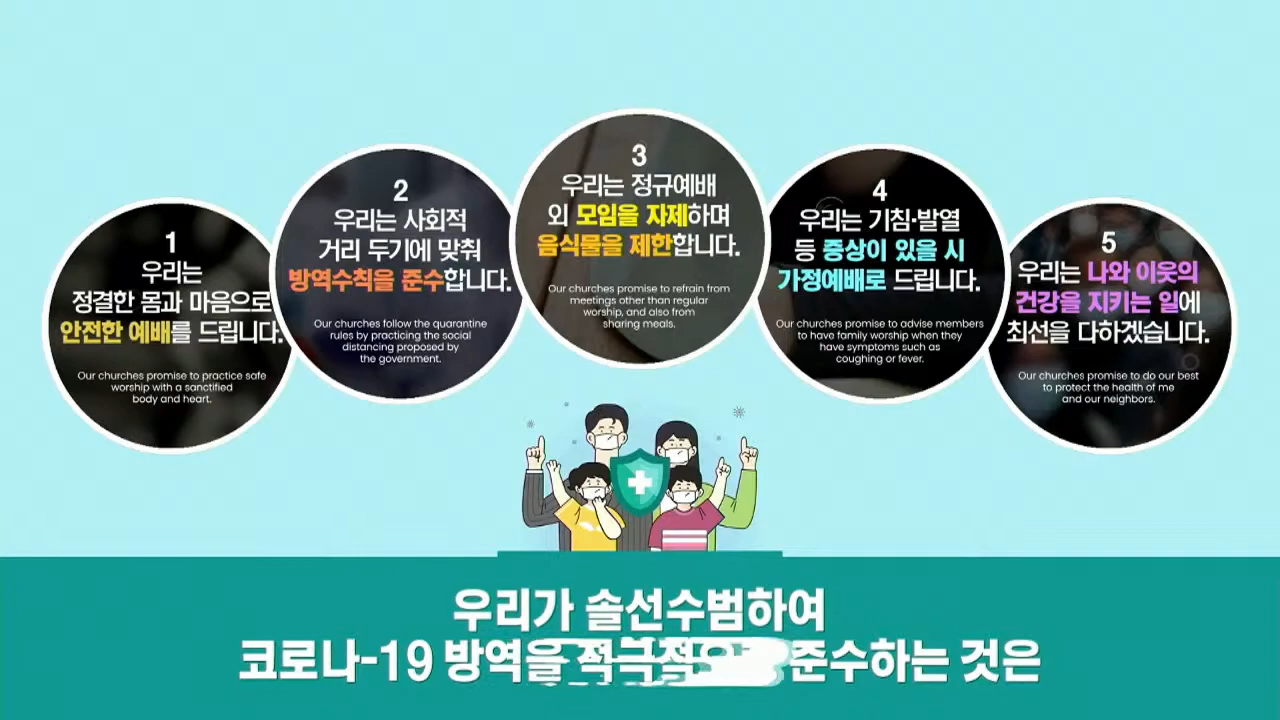 1
우리는
정결한 몸과 마음으로
안전한 예배를 드립니다.
Our churches promise to practice safe
worship with a sanctified
body and heart.
2
우리는 사회적
거리 두기에 맞춰
방역수칙을 준수합니다.
Our churches follow the quarantine
rules by practicing the social
distancing proposed by
the government.
3
우리는 정규예배
외 모임을 자제하며
음식물을 제한합니다.
Our churches promise to refrain from
meetings other than regular
worship, and also from
sharing meals.
4
우리는 기침·발열
등 증상이 있을 시
가정예배로 드립니다.
Our churches promise to advise members
to have family worship when they
have symptoms such as
coughing or fever.
5
우리는 나와 이웃의
건강을 지키는 일에
최선을 다하겠습니다.
Our churches promise to do our best
to protect the health of me
and our neighbors.
우리가 솔선수범하여
코로나-19 방역을 준수하는 것은